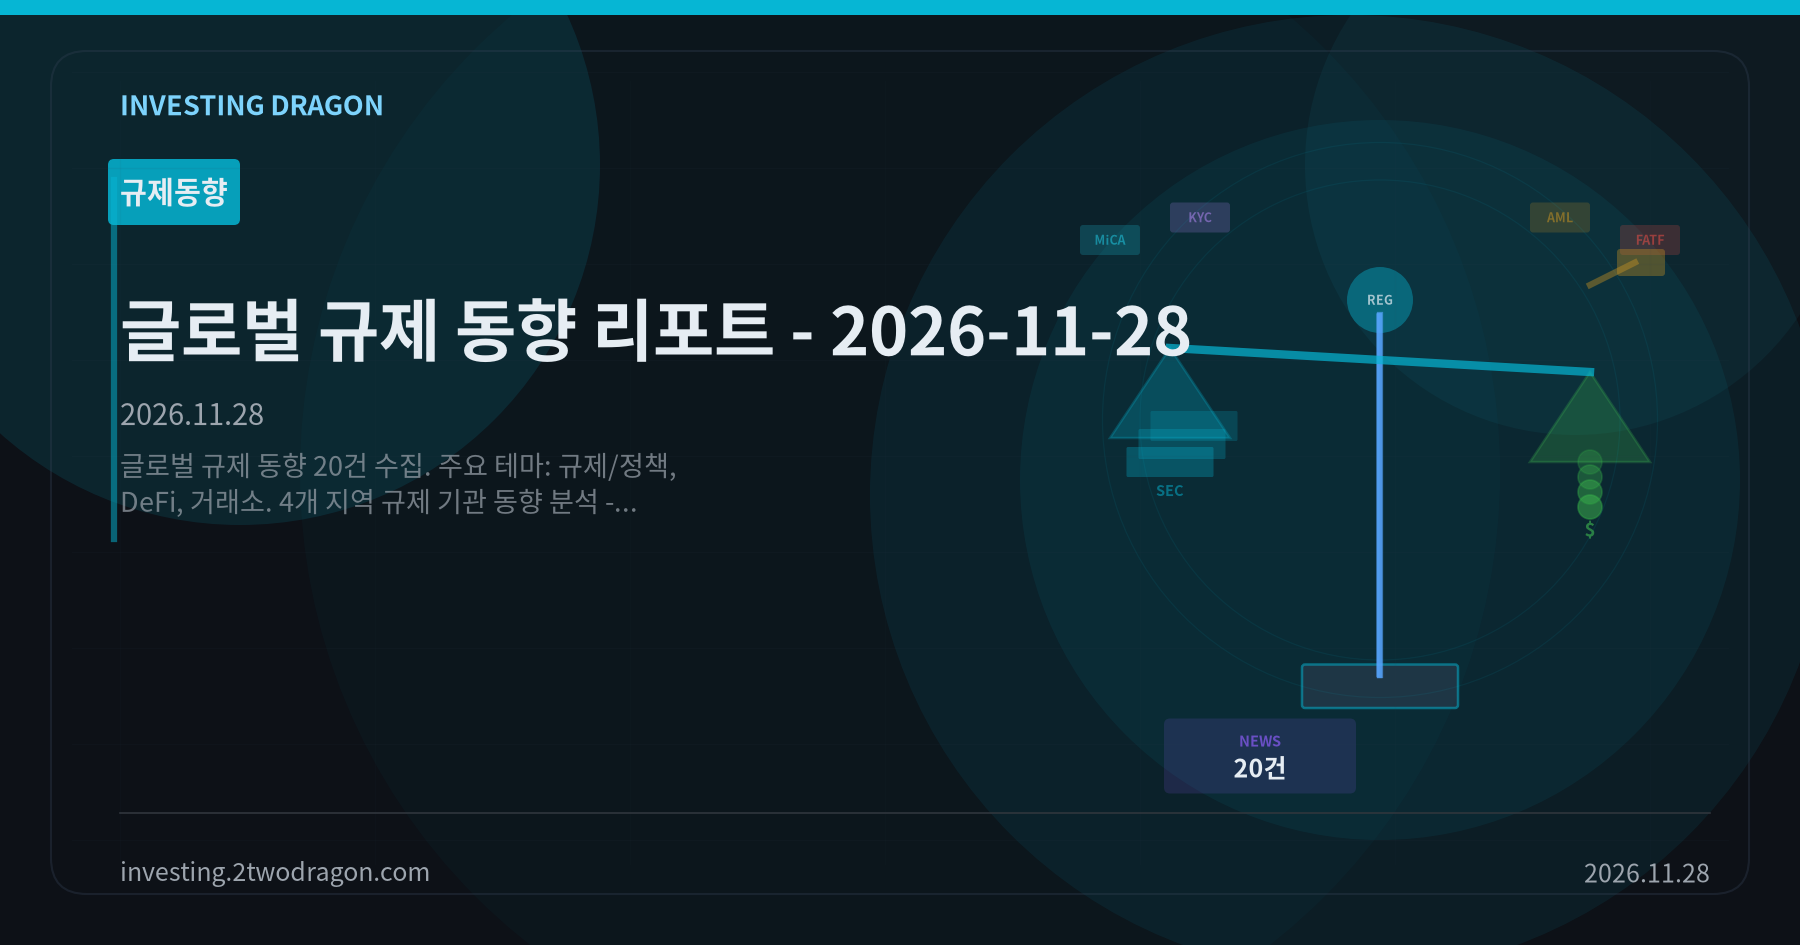 INVESTING DRAGON
규제동향
글로벌 규제 동향 리포트 - 2026-11-28
2026.11.28
글로벌 규제 동향 20건 수집. 주요 테마: 규제/정책,
DeFi, 거래소. 4개 지역 규제 기관 동향 분석 -...
KYC
MiCA
AML
FATF
REG
SEC
$
NEWS
20건
investing.2twodragon.com
2026.11.28